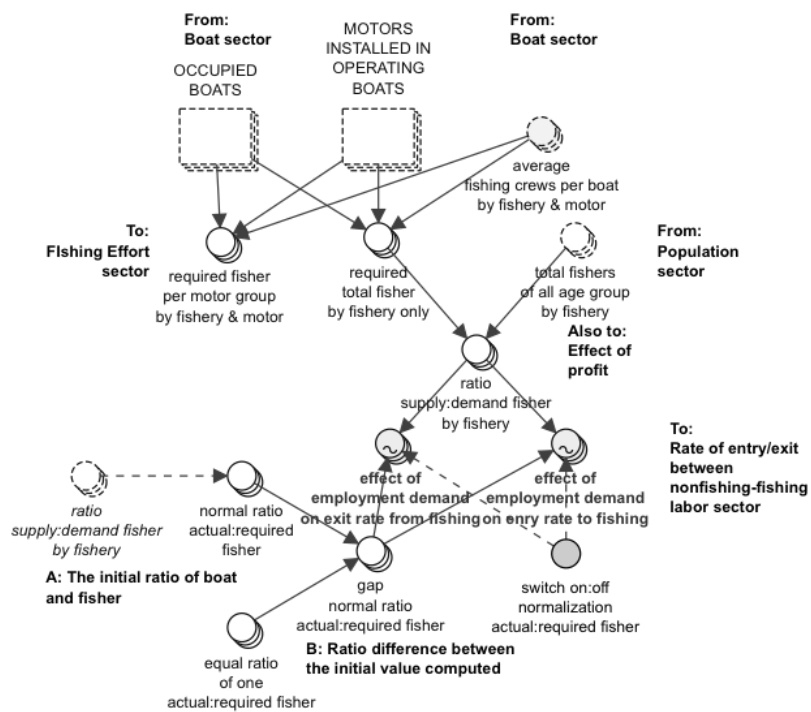 From:
Boat sector
MOTORS
INSTALLED IN
OPERATING
BOATS
From:
Boat sector
OCCUPIED
BOATS
average
fishing crews per boat
by fishery & motor
To:
FIshing Effort
sector
required fisher
per motor group
by fishery & motor
required
total fisher
by fishery only
total fishers
of all age group
by fishery
From:
Population
sector
Also to:
Effect of
profit
ratio
supply:demand fisher
by fishery
To:
Rate of entry/exit
between
nonfishing-fishing
labor sector
effect of
employment demand
on exit rate from fishing
effect of
employment demand
on enry rate to fishing
ratio
supply:demand fisher
by fishery
normal ratio
actual:required
fisher
A: The initial ratio of boat
and fisher
gap
normal ratio
actual:required fisher
switch on:off
normalization
actual:required fisher
B: Ratio difference between
the initial value computed
equal ratio
of one
actual:required fisher